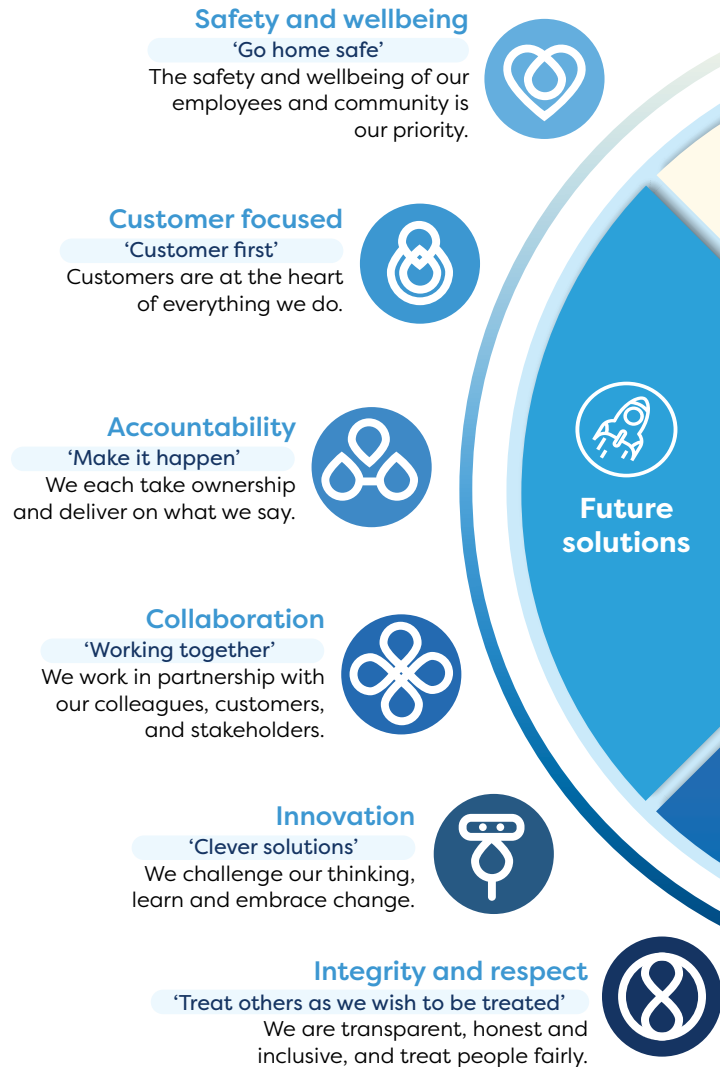 Safety and wellbeing
‘Go home safe’
The safety and wellbeing of our
employees and community is
our priority.
Customer focused
‘Customer first’
Customers are at the heart
of everything we do.
Accountability
‘Make it happen’
We each take ownership
and deliver on what we say.
Future
solutions
Collaboration
‘Working together’
We work in partnership with
our colleagues, customers,
and stakeholders.
Innovation
‘Clever solutions’
We challenge our thinking,
learn and embrace change.
Integrity and respect
‘Treat others as we wish to be treated’
We are transparent, honest and
inclusive, and treat people fairly.